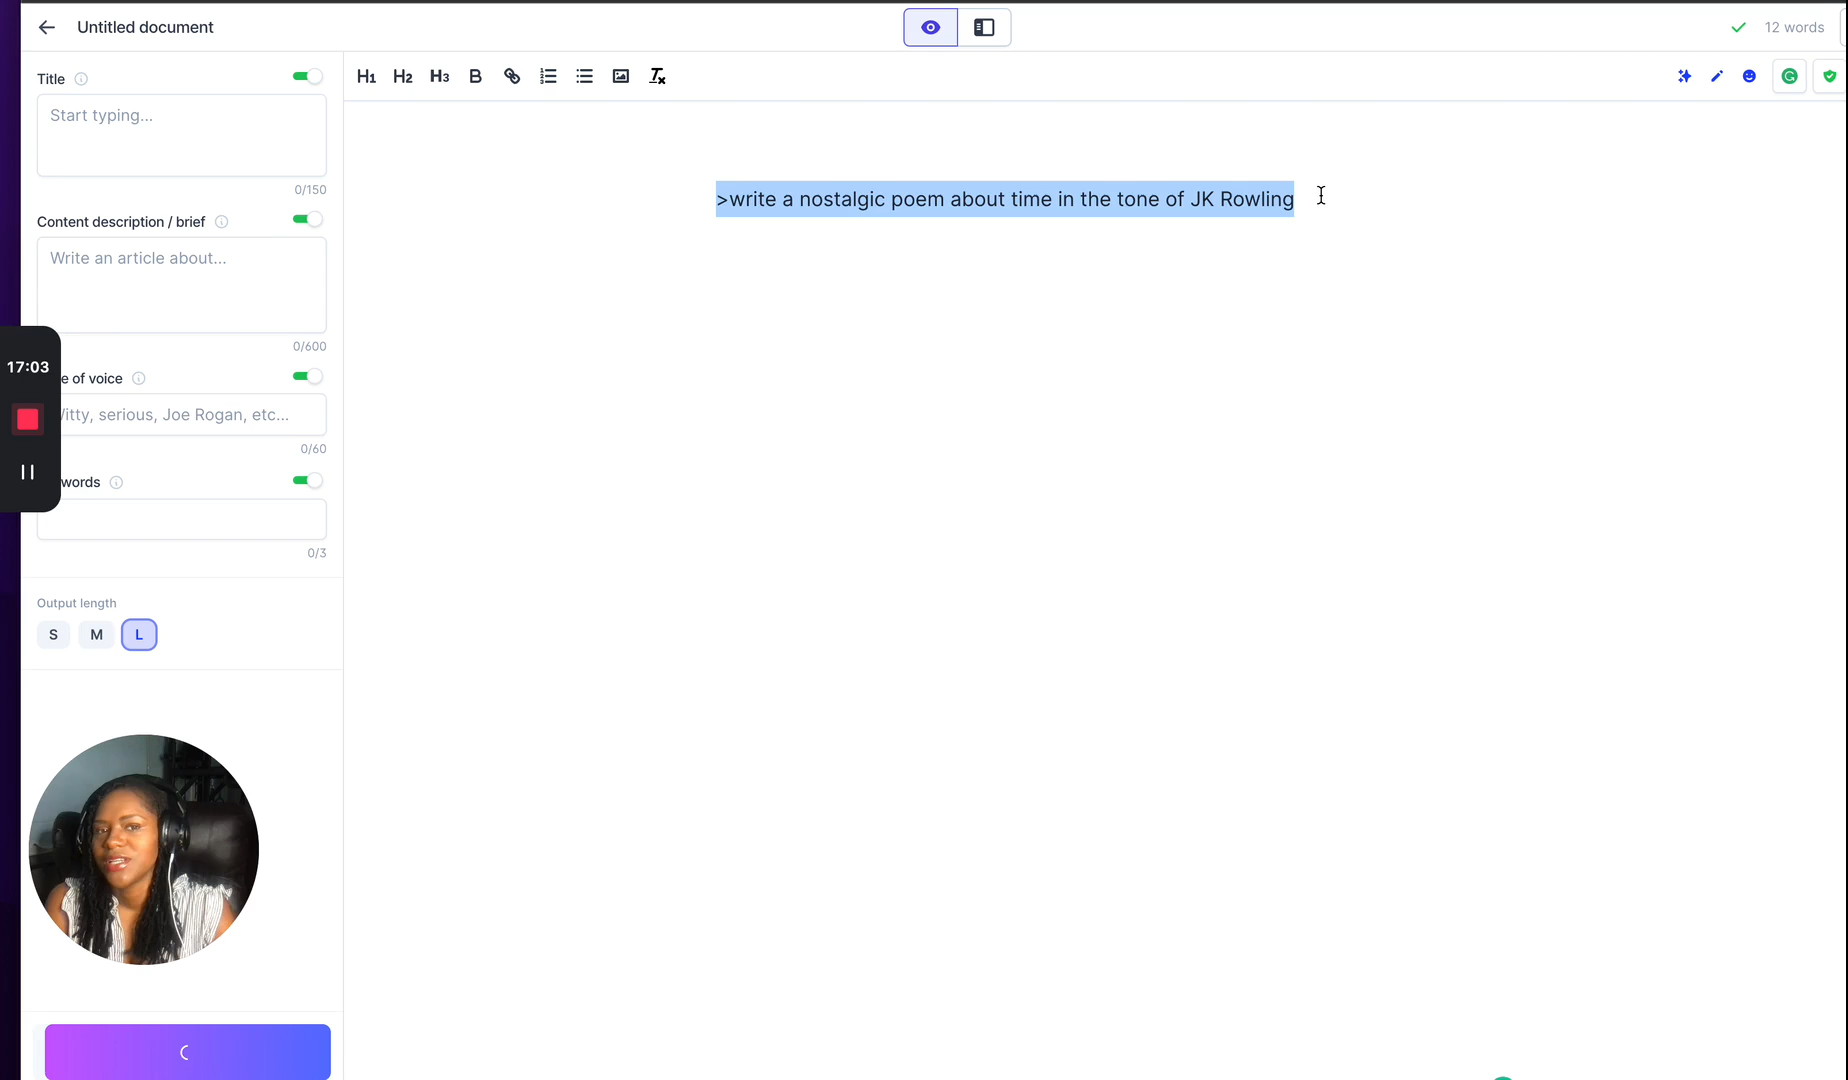 Untitled document
12 words
Title
H1 H2 H3 B
Start typing...
0/150
>write a nostalgic poem about time in the tone of JK Rowling
Content description / brief
Write an article about...
0/600
17:03
e of voice
itty, serious, Joe Rogan, etc...
0/60
words
0/3
Output length
S M L